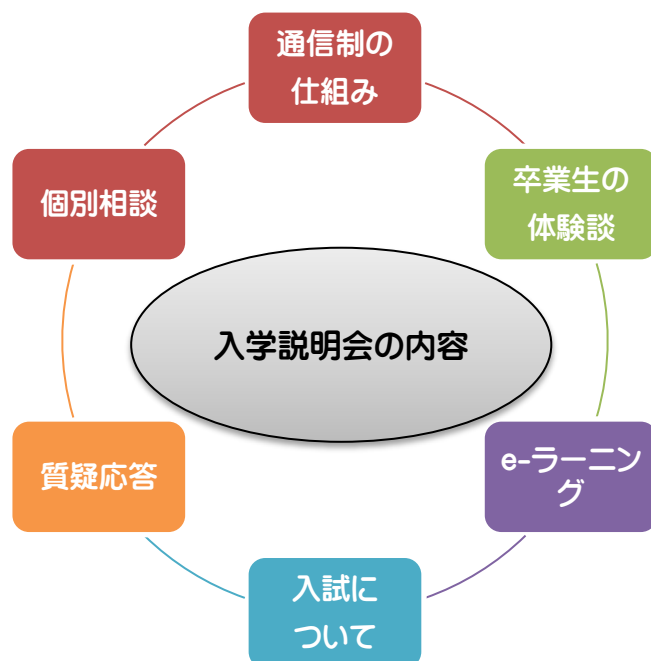 通信制の
仕組み
卒業生の
体験談
e-ラーニン
グ
入試に
ついて
質疑応答
個別相談
入学説明会の内容